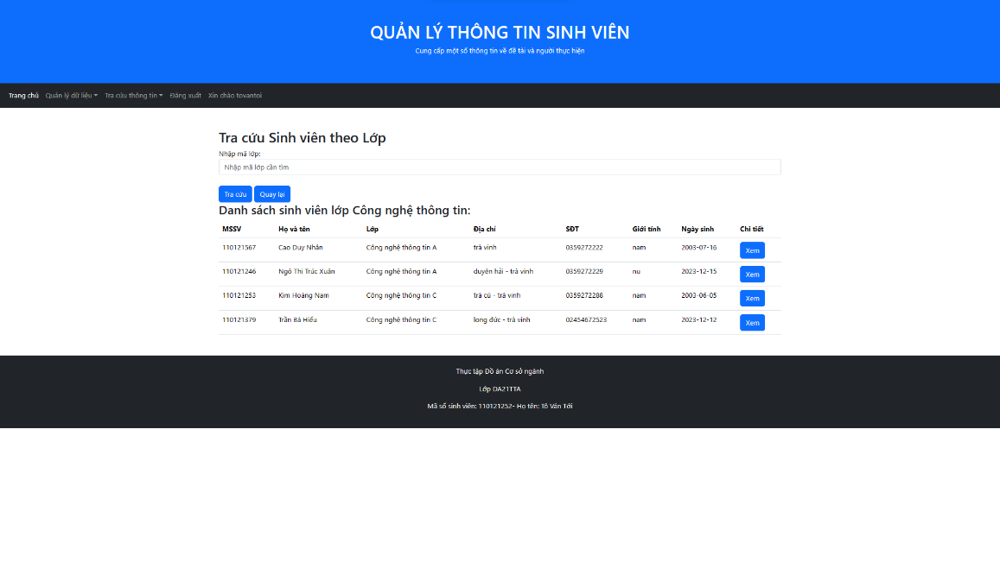 QUẢN LÝ THÔNG TIN SINH VIÊN
Cung cấp một số thông tin về đề tài và người thực hiện
Trang chủ Quản lý dữ liệu Tra cứu thông tin Đăng xuất Xin chào tovantoi
Tra cứu Sinh viên theo Lớp
Nhập mã lớp:
Nhập mã lớp cần tìm
Tra cứu Quay lại
Danh sách sinh viên lớp Công nghệ thông tin:
MSSV Họ và tên Lớp Địa chỉ SĐT Giới tính Ngày sinh Chi tiết
110121567 Cao Duy Nhân Công nghệ thông tin A trà vinh 0359272222 nam 2003-07-16 Xem
110121246 Ngô Thị Trúc Xuân Công nghệ thông tin A duyên hải - trà vinh 0359272229 nu 2023-12-15 Xem
110121253 Kim Hoàng Nam Công nghệ thông tin C trà cú - trà vinh 0359272288 nam 2003-06-05 Xem
110121379 Trần Bá Hiểu Công nghệ thông tin C long đức - trà vinh 02454672523 nam 2023-12-12 Xem
Thực tập Đồ án Cơ sở ngành
Lớp DA21TTA
Mã số sinh viên: 110121252- Họ tên: Tô Văn Tới